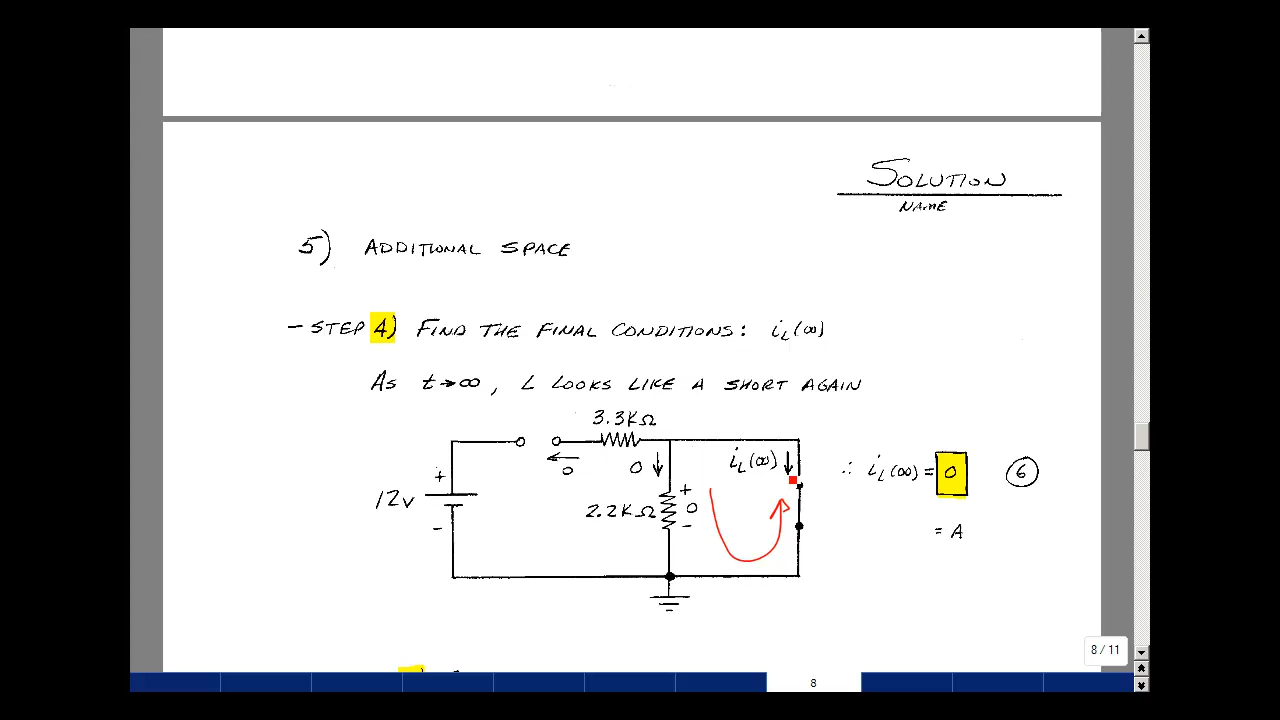 SOLUTION
NAME
5) ADDITIONAL SPACE
- STEP 4) FIND THE FINAL CONDITIONS: iL(∞)
AS t→∞, L LOOKS LIKE A SHORT AGAIN
3.3KΩ
0
0
iL(∞)
∴ iL(∞) = 0 6
12V
+
-
2.2KΩ
+
0
-
= A
8 / 11
8